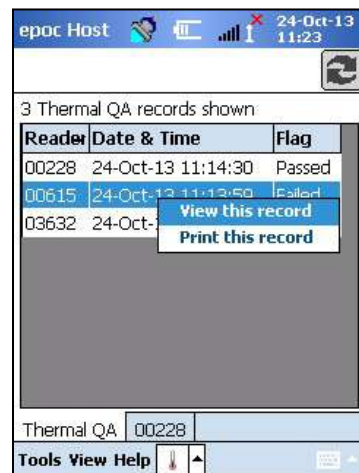 epoc Host 24-Oct-13
11:23
3 Thermal QA records shown
Reader Date & Time Flag
00228 24-Oct-13 11:14:30 Passed
00615 24-Oct-13 11:13:59 Failed
View this record
03632 24-Oct-
Print this record
Thermal QA 00228
Tools View Help